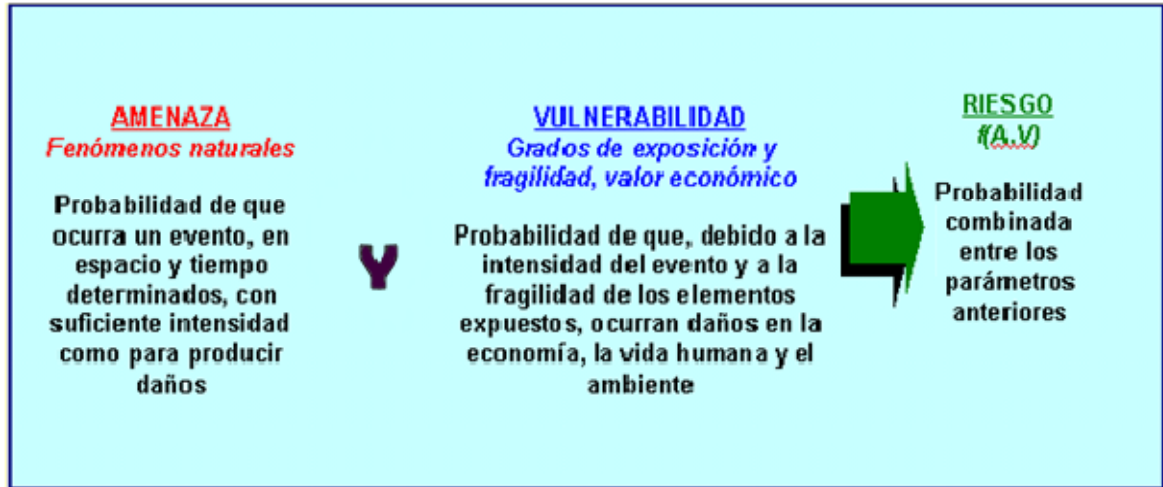 AMENAZA
Fenómenos naturales
Probabilidad de que
ocurra un evento, en
espacio y tiempo
determinados, con
suficiente intensidad
como para producir
daños
Y
VULNERABILIDAD
Grados de exposición y
fragilidad, valor económico
Probabilidad de que, debido a la
intensidad del evento y a la
fragilidad de los elementos
expuestos, ocurran daños en la
economía, la vida humana y el
ambiente
RIESGO
f(A.V)
Probabilidad
combinada
entre los
parámetros
anteriores